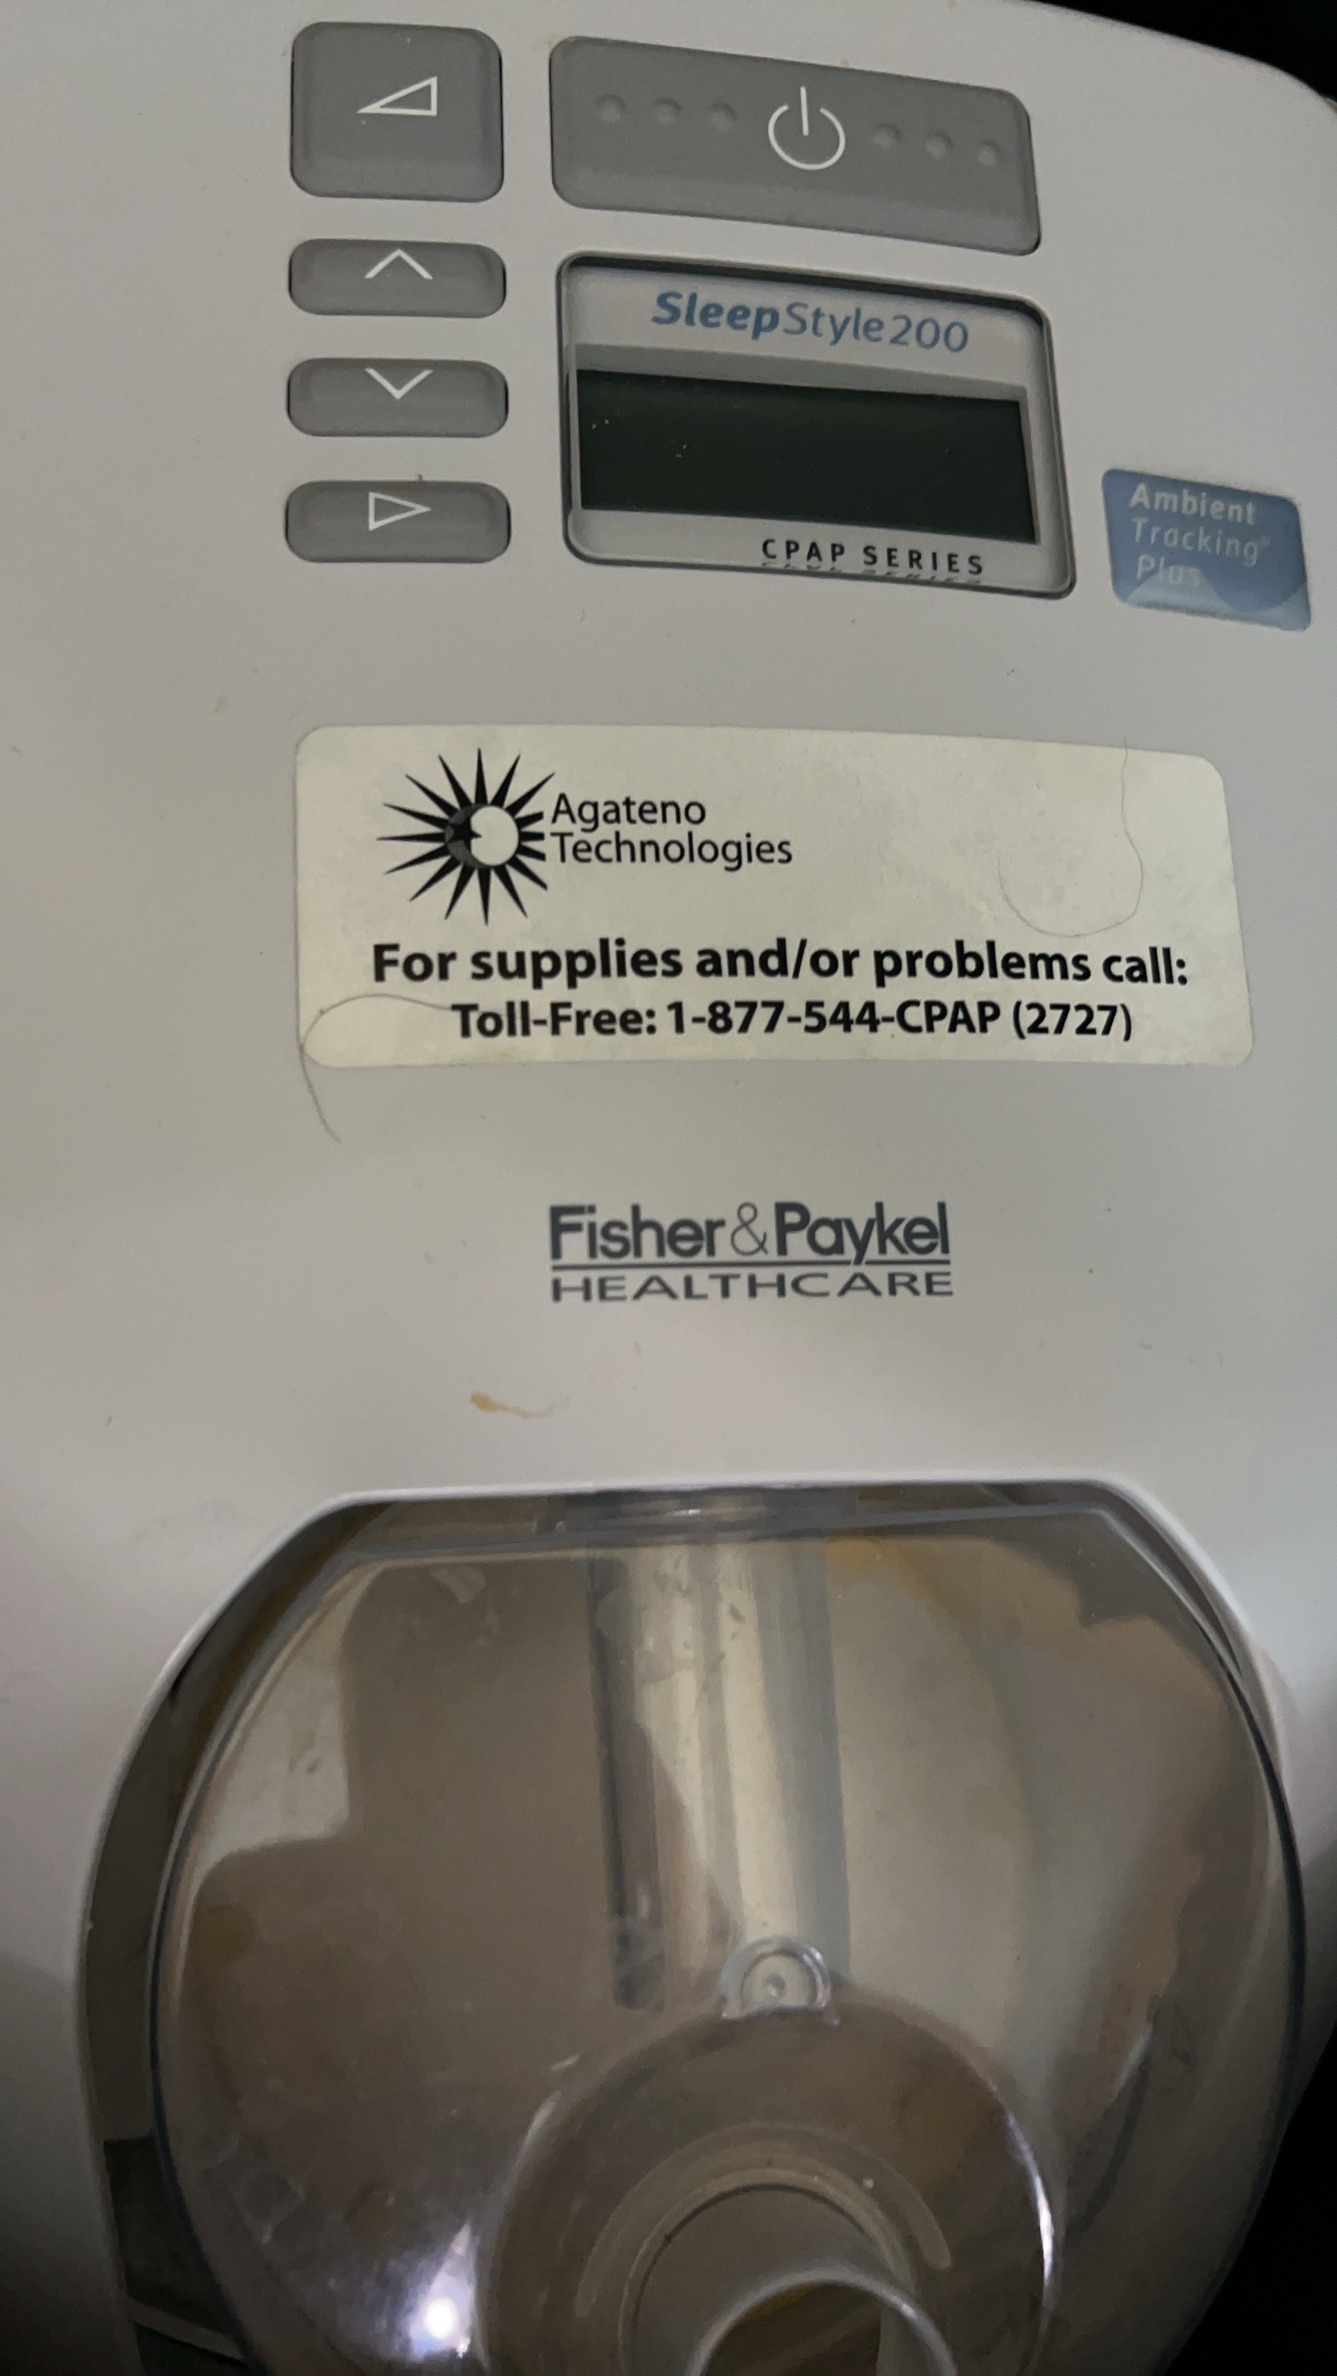 SleepStyle200
CPAP SERIES
Ambient
Tracking®
Plus
Agateno
Technologies
For supplies and/or problems call:
Toll-Free: 1-877-544-CPAP (2727)
Fisher&Paykel
HEALTHCARE